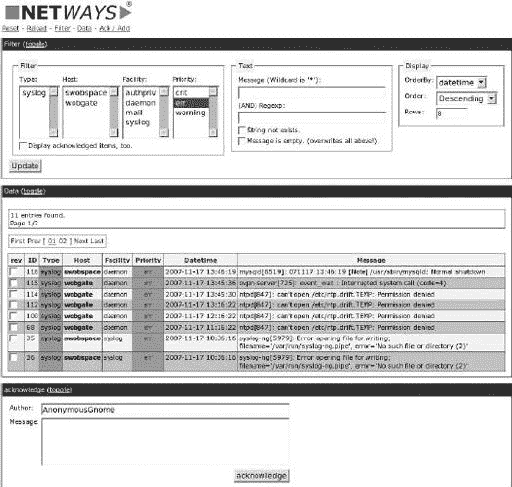 NETWAYS®
Reset - Reload - Filter - Data - Ack / Add
Filter (toggle)
Filter
Type: Host: Facility: Priority:
syslog swobspace authpriv crit
wobgate daemon err
mail warning
syslog
Display acknowledged items, too.
Update
Text
Message (Wildcard is '*'):
(AND) Regexp:
String not exists.
Message is empty. (overwrites all above!)
Display
OrderBy: datetime
Order: Descending
Rows: 8
Data (toggle)
11 entries found.
Page 1/2
First Prev [ 01 02 ] Next Last
rev ID Type Host Facility Priority Datetime Message
116 syslog swobspace daemon err 2007-11-17 13:46:19 mysqld[6519]: 071117 13:46:19 [Note] /usr/sbin/mysqld: Normal shutdown
115 syslog wobgate daemon err 2007-11-17 13:45:36 ovpn-server[725]: event_wait : Interrupted system call (code=4)
114 syslog wobgate daemon err 2007-11-17 13:45:30 ntpd[847]: can't open /etc/ntp.drift.TEMP: Permission denied
112 syslog wobgate daemon err 2007-11-17 13:16:22 ntpd[847]: can't open /etc/ntp.drift.TEMP: Permission denied
100 syslog wobgate daemon err 2007-11-17 12:16:22 ntpd[847]: can't open /etc/ntp.drift.TEMP: Permission denied
68 syslog wobgate daemon err 2007-11-17 11:16:22 ntpd[847]: can't open /etc/ntp.drift.TEMP: Permission denied
35 syslog swobspace syslog err 2007-11-17 10:36:16 syslog-ng[5979]: Error opening file for writing;
filename='/var/run/syslog-ng.pipe', error='No such file or directory (2)'
36 syslog swobspace syslog err 2007-11-17 10:36:16 syslog-ng[5979]: Error opening file for writing;
filename='/var/run/syslog-ng.pipe', error='No such file or directory (2)'
acknowledge (toggle)
Author: AnonymousGnome
Message:
acknowledge